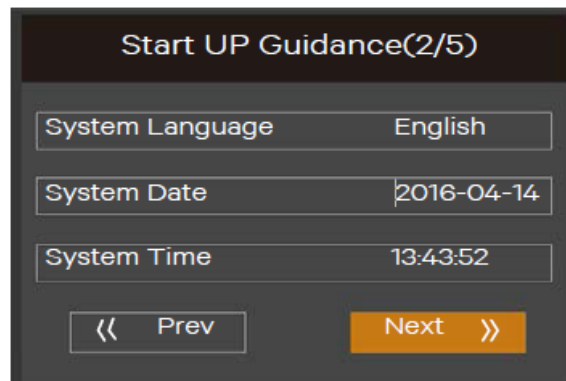 Start UP Guidance(2/5)
System Language English
System Date 2016-04-14
System Time 13:43:52
《 Prev Next 》